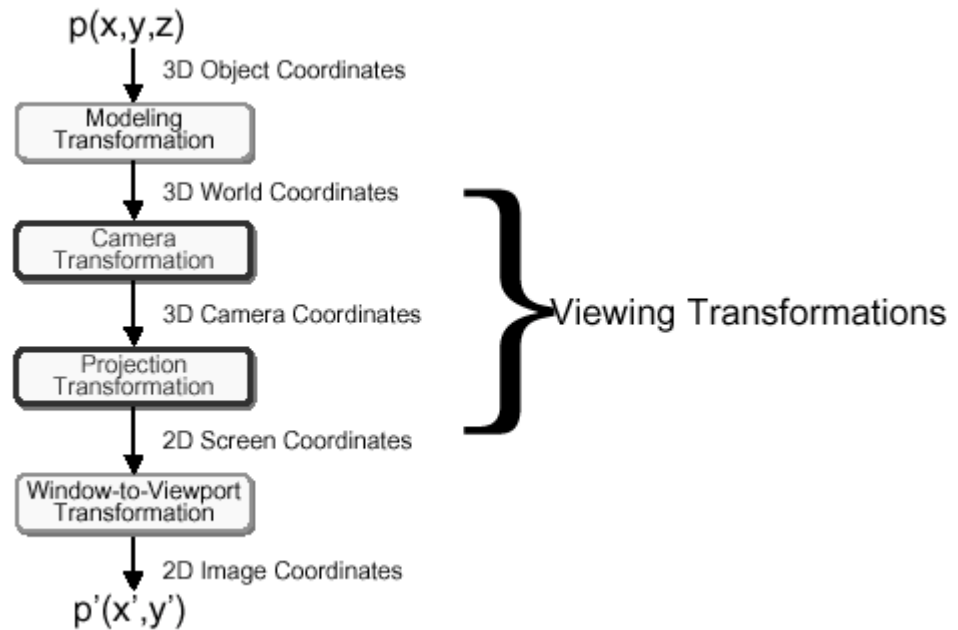 p(x,y,z)
3D Object Coordinates
Modeling
Transformation
3D World Coordinates
Camera
Transformation
3D Camera Coordinates
Viewing Transformations
Projection
Transformation
2D Screen Coordinates
Window-to-Viewport
Transformation
2D Image Coordinates
p’(x’,y’)